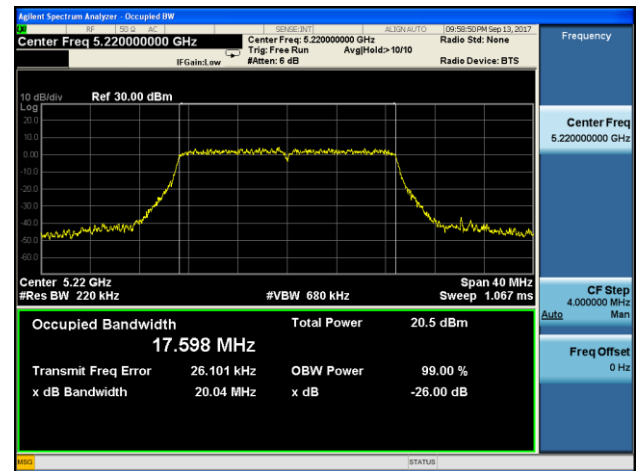 Agilent Spectrum Analyzer - Occupied BW
RF 50 Ω AC SENSE:INT ALIGN AUTO 09:58:50 PM Sep 13, 2017
Center Freq 5.220000000 GHz Center Freq: 5.220000000 GHz Radio Std: None Frequency
Trig: Free Run Avg|Hold:> 10/10
IFGain:Low #Atten: 6 dB Radio Device: BTS
10 dB/div Ref 30.00 dBm
Log
20.0
10.0
0.00
-10.0
-20.0
-30.0
-40.0
-50.0
-60.0
Center Freq
5.220000000 GHz
Center 5.22 GHz Span 40 MHz
#Res BW 220 kHz #VBW 680 kHz Sweep 1.067 ms
CF Step
4.000000 MHz
Auto Man
Occupied Bandwidth Total Power 20.5 dBm
17.598 MHz
Transmit Freq Error 26.101 kHz OBW Power 99.00 %
x dB Bandwidth 20.04 MHz x dB -26.00 dB
Freq Offset
0 Hz
MSG STATUS